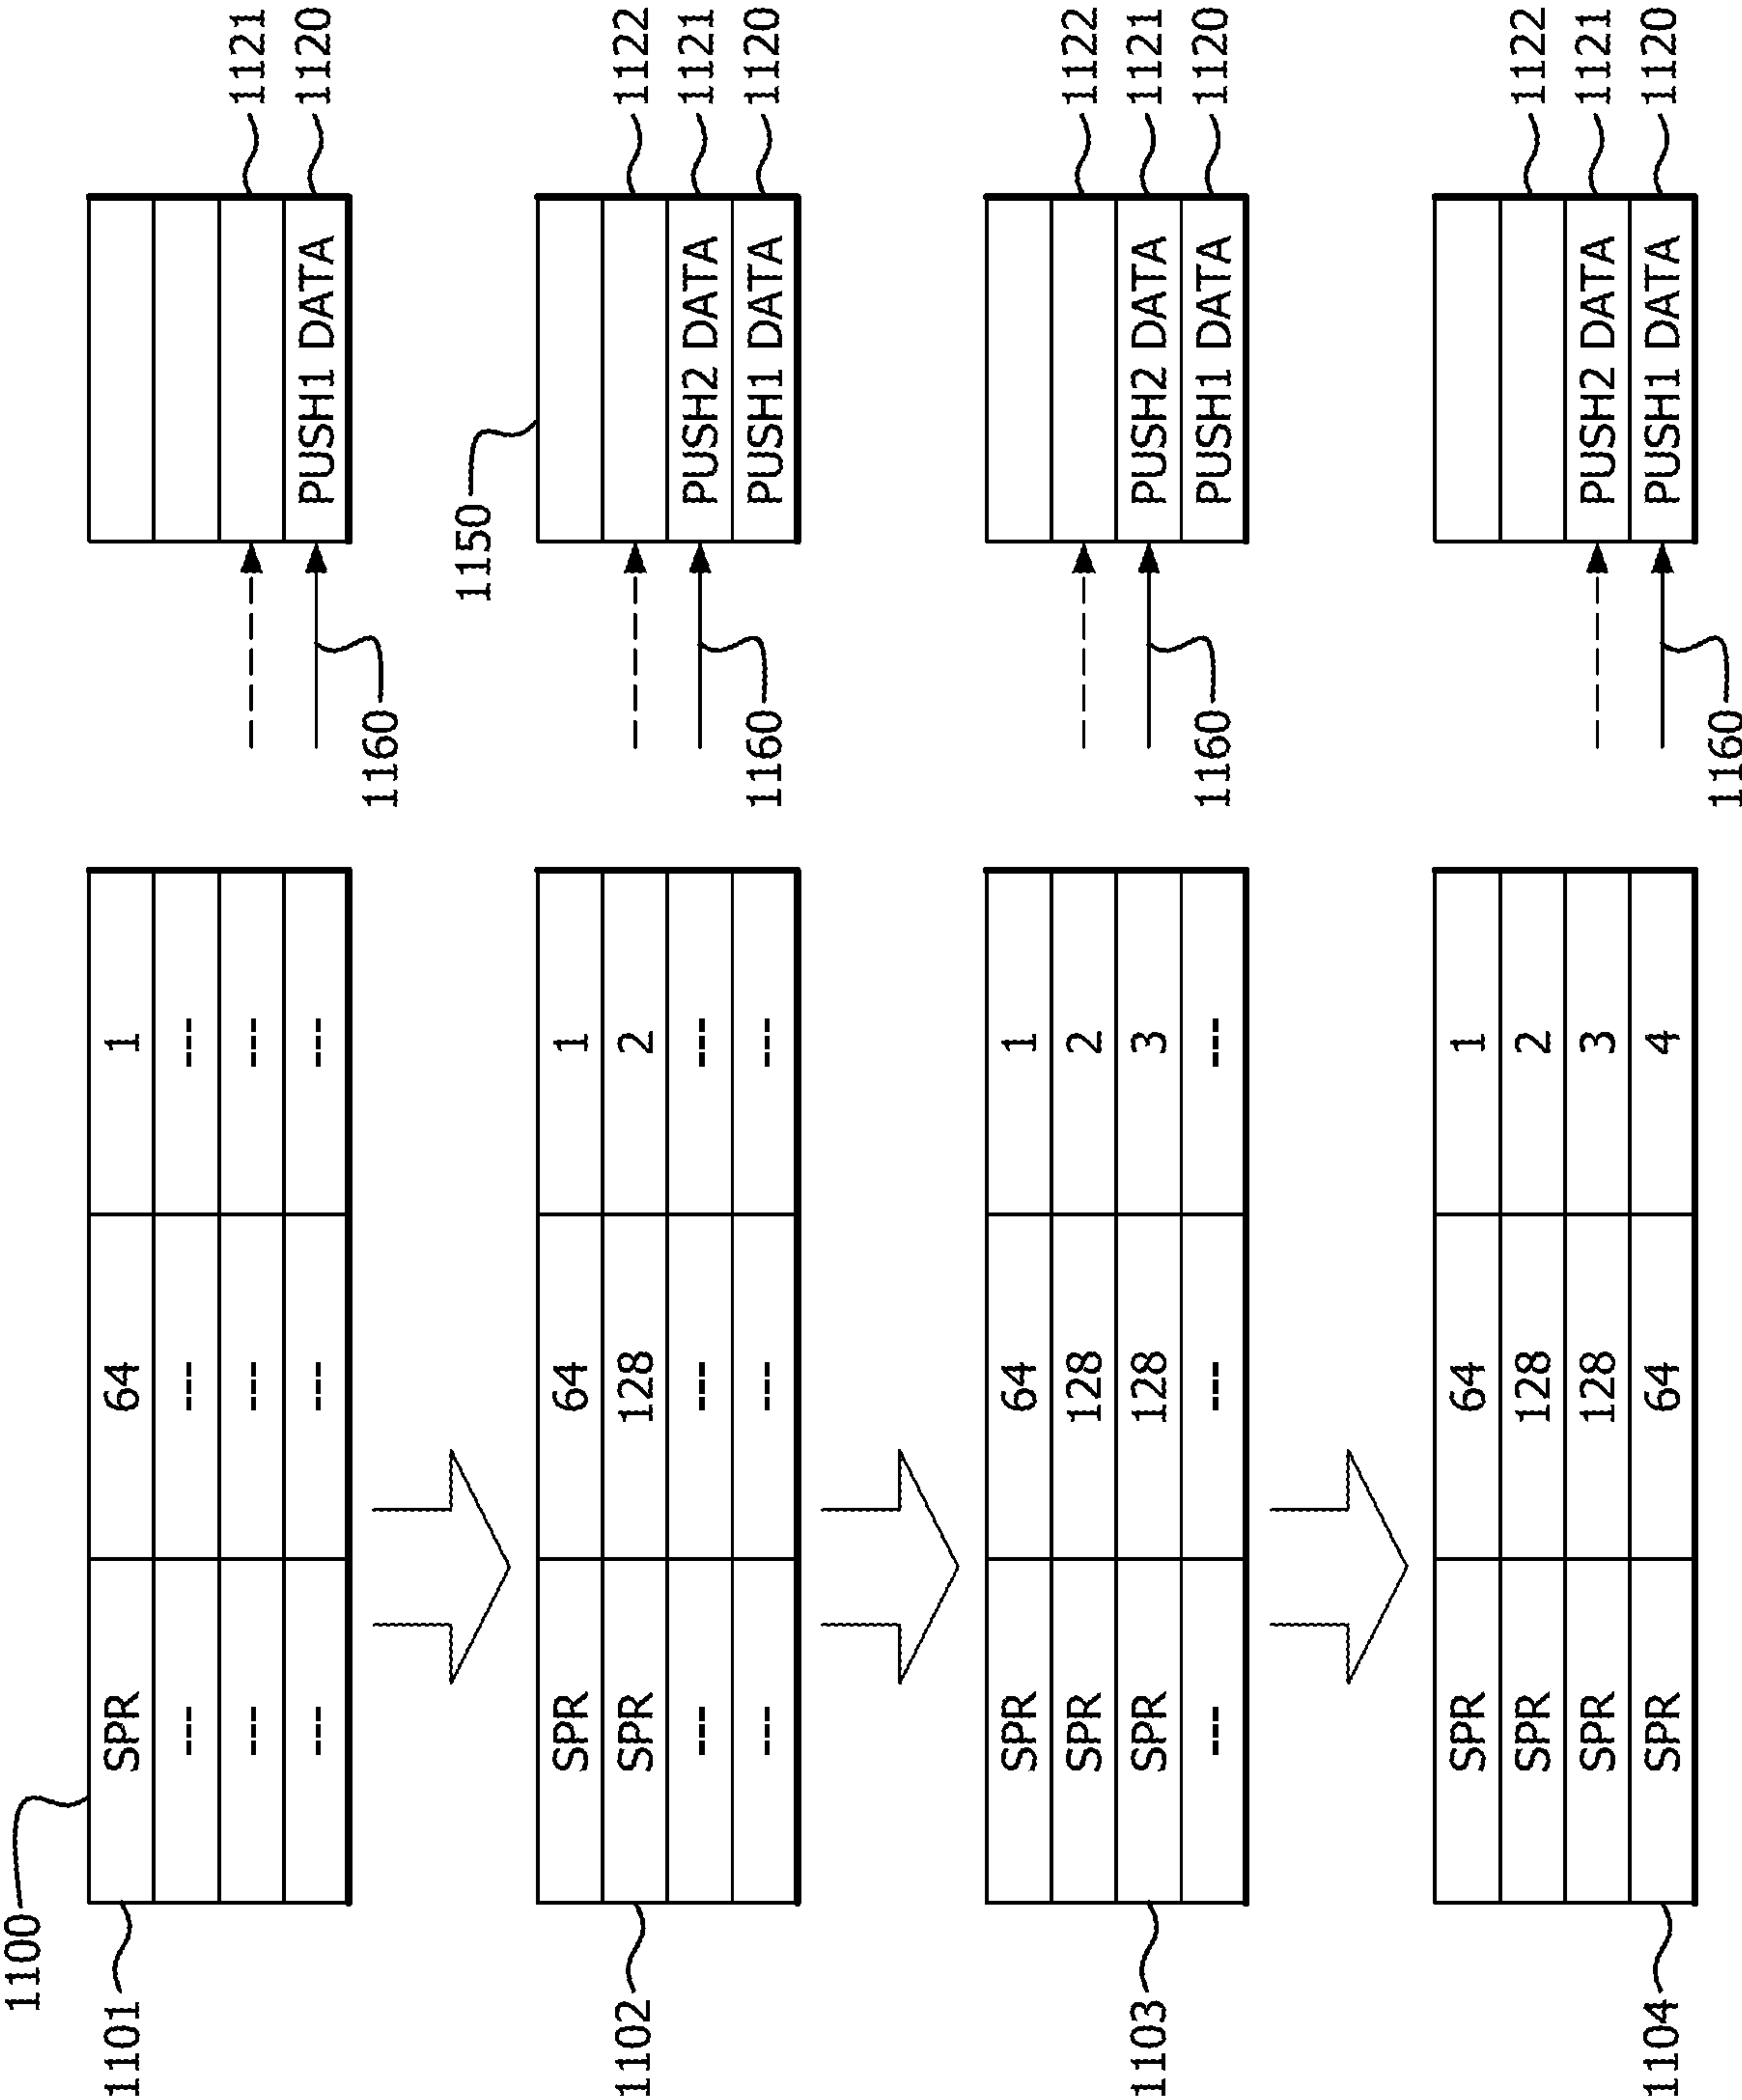 1100
1101 SPR 64 1
--- --- ---
--- --- --- 1121
--- --- --- PUSH1 DATA 1120
1160
1150
SPR 64 1
1102 SPR 128 2 1122
--- --- --- PUSH2 DATA 1121
--- --- --- 1160 PUSH1 DATA 1120
SPR 64 1
SPR 128 2 1122
1103 SPR 128 3 PUSH2 DATA 1121
--- --- --- 1160 PUSH1 DATA 1120
SPR 64 1
SPR 128 2 1122
SPR 128 3 PUSH2 DATA 1121
1104 SPR 64 4 PUSH1 DATA 1120
1160